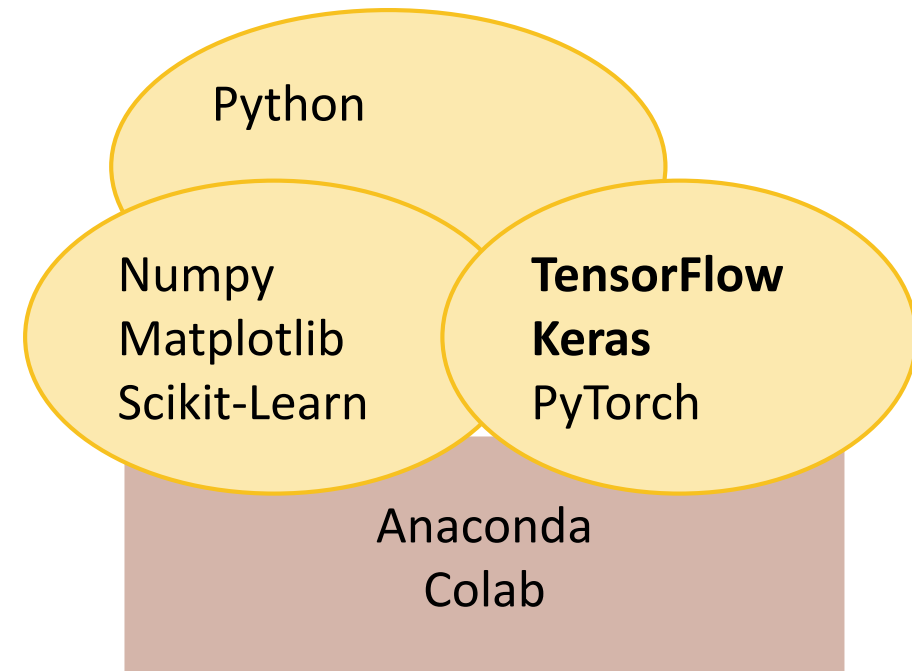 Python
Numpy
Matplotlib
Scikit-Learn
TensorFlow
Keras
PyTorch
Anaconda
Colab